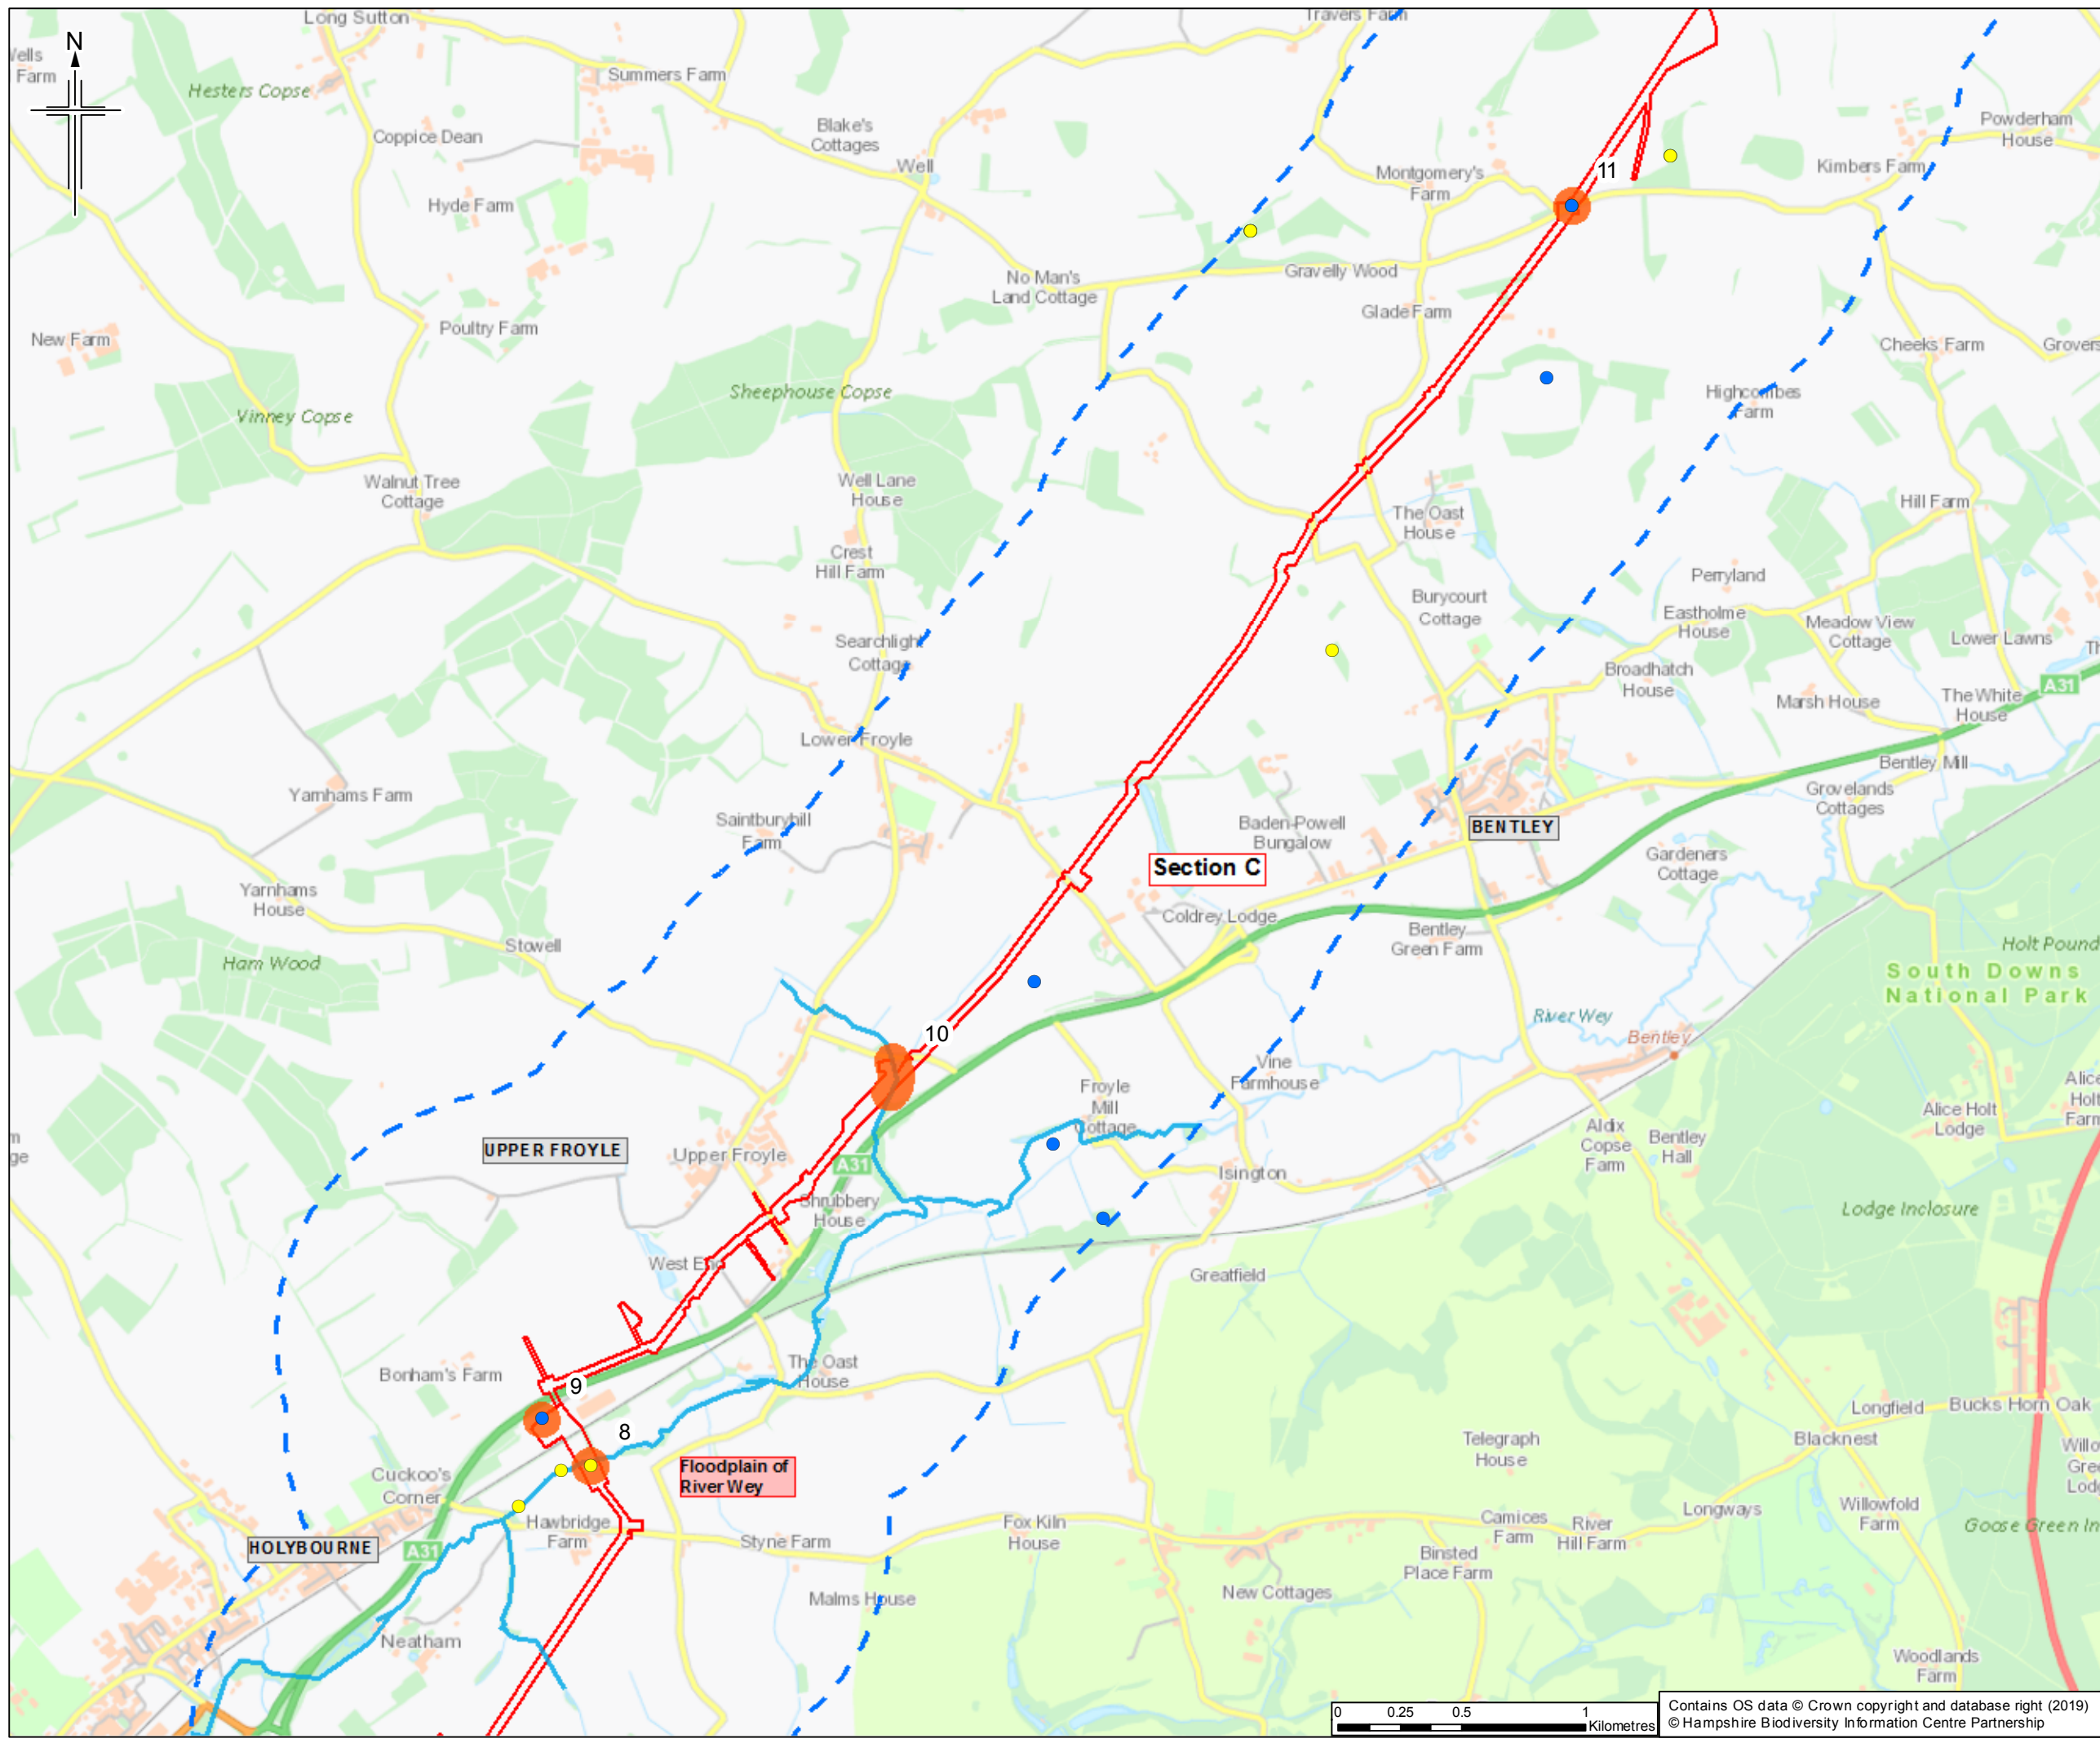 Long Sutton
Travers Farm
N
Wells
Farm
Hesters Copse
Summers Farm
Coppice Dean
Blake's
Cottages
Well
Hyde Farm
Montgomery's
Farm
11
Kimbers Farm
Powderham
House
No Man's
Land Cottage
Gravelly Wood
Glade Farm
New Farm
Poultry Farm
Cheeks Farm
Grovers
Sheephouse Copse
Highcombes
Farm
Vinney Copse
Walnut Tree
Cottage
Well Lane
House
The Oast
House
Hill Farm
Crest
Hill Farm
Perryland
Burycourt
Cottage
Eastholme
House
Meadow View
Cottage
Lower Lawns
Th
Searchlight
Cottage
Broadhatch
House
A31
Marsh House
The White
House
Lower Froyle
Bentley Mill
Yarnhams Farm
Grovelands
Cottages
Saintburyhill
Farm
Baden-Powell
Bungalow
BENTLEY
Section C
Gardeners
Cottage
Yarnhams
House
Coldrey Lodge
Stowell
Bentley
Green Farm
Ham Wood
Holt Pound
South Downs
National Park
River Wey
Bentley
10
Vine
Farmhouse
Froyle
Mill
Cottage
Alice
Holt
Farm
Alice Holt
Lodge
Aldix
Copse
Farm
Bentley
Hall
UPPER FROYLE
Upper Froyle
A31
Isington
Shrubbery
House
Lodge Inclosure
West End
Greatfield
m
ge
The Oast
House
Bonham's Farm
9
8
Longfield
Bucks Horn Oak
Telegraph
House
Blacknest
Willo
Gre
Lod
Floodplain of
River Wey
Cuckoo's
Corner
Hawbridge
Farm
Styne Farm
Fox Kiln
House
Camices
Farm
River
Hill Farm
Longways
Willowfold
Farm
Goose Green In
HOLYBOURNE
A31
Binsted
Place Farm
New Cottages
Malms House
Neatham
Woodlands
Farm
0 0.25 0.5 1
Kilometres
Contains OS data © Crown copyright and database right (2019)
© Hampshire Biodiversity Information Centre Partnership